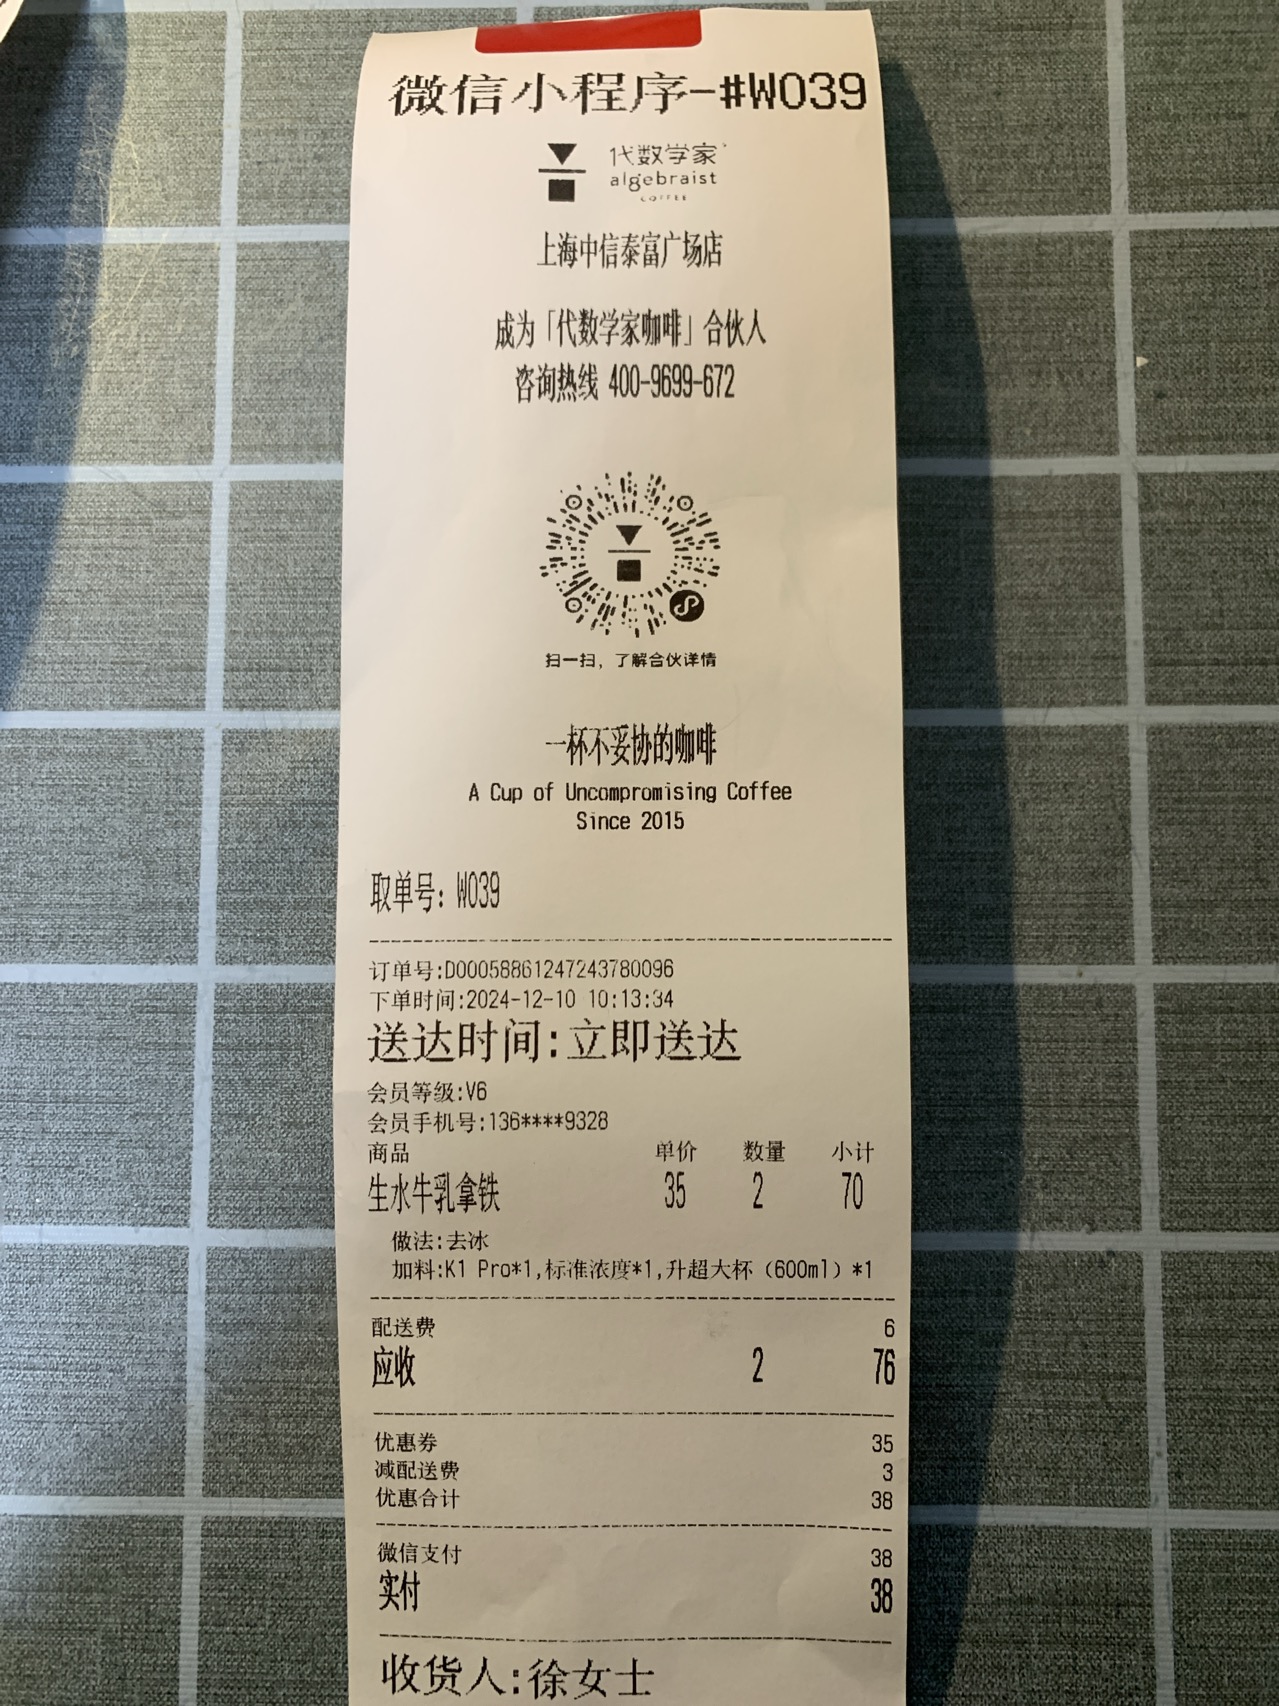 微信小程序-#W039
代数学家
algebraist
COFFEE
上海中信泰富广场店
成为「代数学家咖啡」合伙人
咨询热线 400-9699-672
扫一扫，了解合伙详情
一杯不妥协的咖啡
A Cup of Uncompromising Coffee
Since 2015
取单号: W039
订单号:D00058861247243780096
下单时间:2024-12-10 10:13:34
送达时间:立即送达
会员等级:V6
会员手机号:136****9328
商品 单价 数量 小计
生水牛乳拿铁 35 2 70
做法:去冰
加料:K1 Pro*1,标准浓度*1,升超大杯（600ml）*1
配送费 6
应收 2 76
优惠券 35
减配送费 3
优惠合计 38
微信支付 38
实付 38
收货人:徐女士